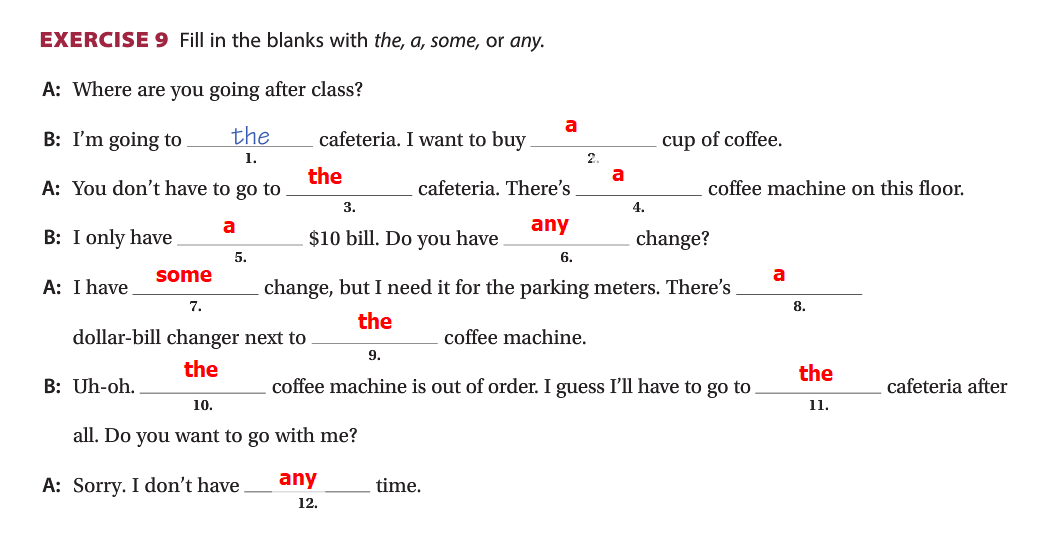 EXERCISE 9 Fill in the blanks with the, a, some, or any.
A: Where are you going after class?
B: I'm going to the cafeteria. I want to buy a cup of coffee.
1. 2.
A: You don't have to go to the cafeteria. There's a coffee machine on this floor.
3. 4.
B: I only have a $10 bill. Do you have any change?
5. 6.
A: I have some change, but I need it for the parking meters. There's a
7. 8.
dollar-bill changer next to the coffee machine.
9.
B: Uh-oh. the coffee machine is out of order. I guess I'll have to go to the cafeteria after
10. 11.
all. Do you want to go with me?
A: Sorry. I don't have any time.
12.